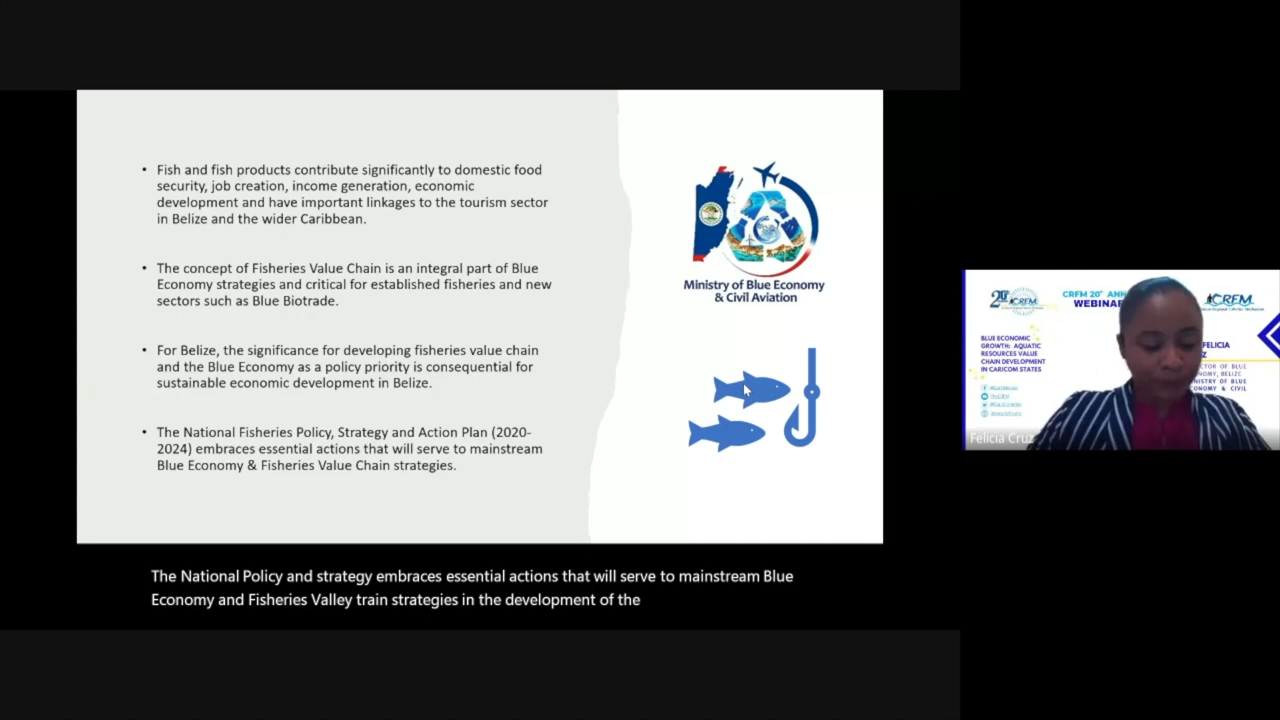 • Fish and fish products contribute significantly to domestic food
security, job creation, income generation, economic
development and have important linkages to the tourism sector
in Belize and the wider Caribbean.
• The concept of Fisheries Value Chain is an integral part of Blue
Economy strategies and critical for established fisheries and new
sectors such as Blue Biotrade.
• For Belize, the significance for developing fisheries value chain
and the Blue Economy as a policy priority is consequential for
sustainable economic development in Belize.
• The National Fisheries Policy, Strategy and Action Plan (2020-
2024) embraces essential actions that will serve to mainstream
Blue Economy & Fisheries Value Chain strategies.
Ministry of Blue Economy
& Civil Aviation
The National Policy and strategy embraces essential actions that will serve to mainstream Blue
Economy and Fisheries Valley train strategies in the development of the
CRFM
CRFM 20
WEBINAR
CRFM
BLUE ECONOMIC
GROWTH: AQUATIC
RESOURCES VALUE
CHAIN DEVELOPMENT
IN CARICOM STATES
FELICIA
Felicia Cruz